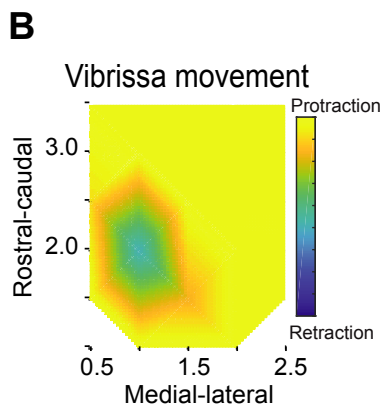 B
Vibrissa movement
Protraction
3.0
2.0
Rostral-caudal
Retraction
0.5 1.5 2.5
Medial-lateral